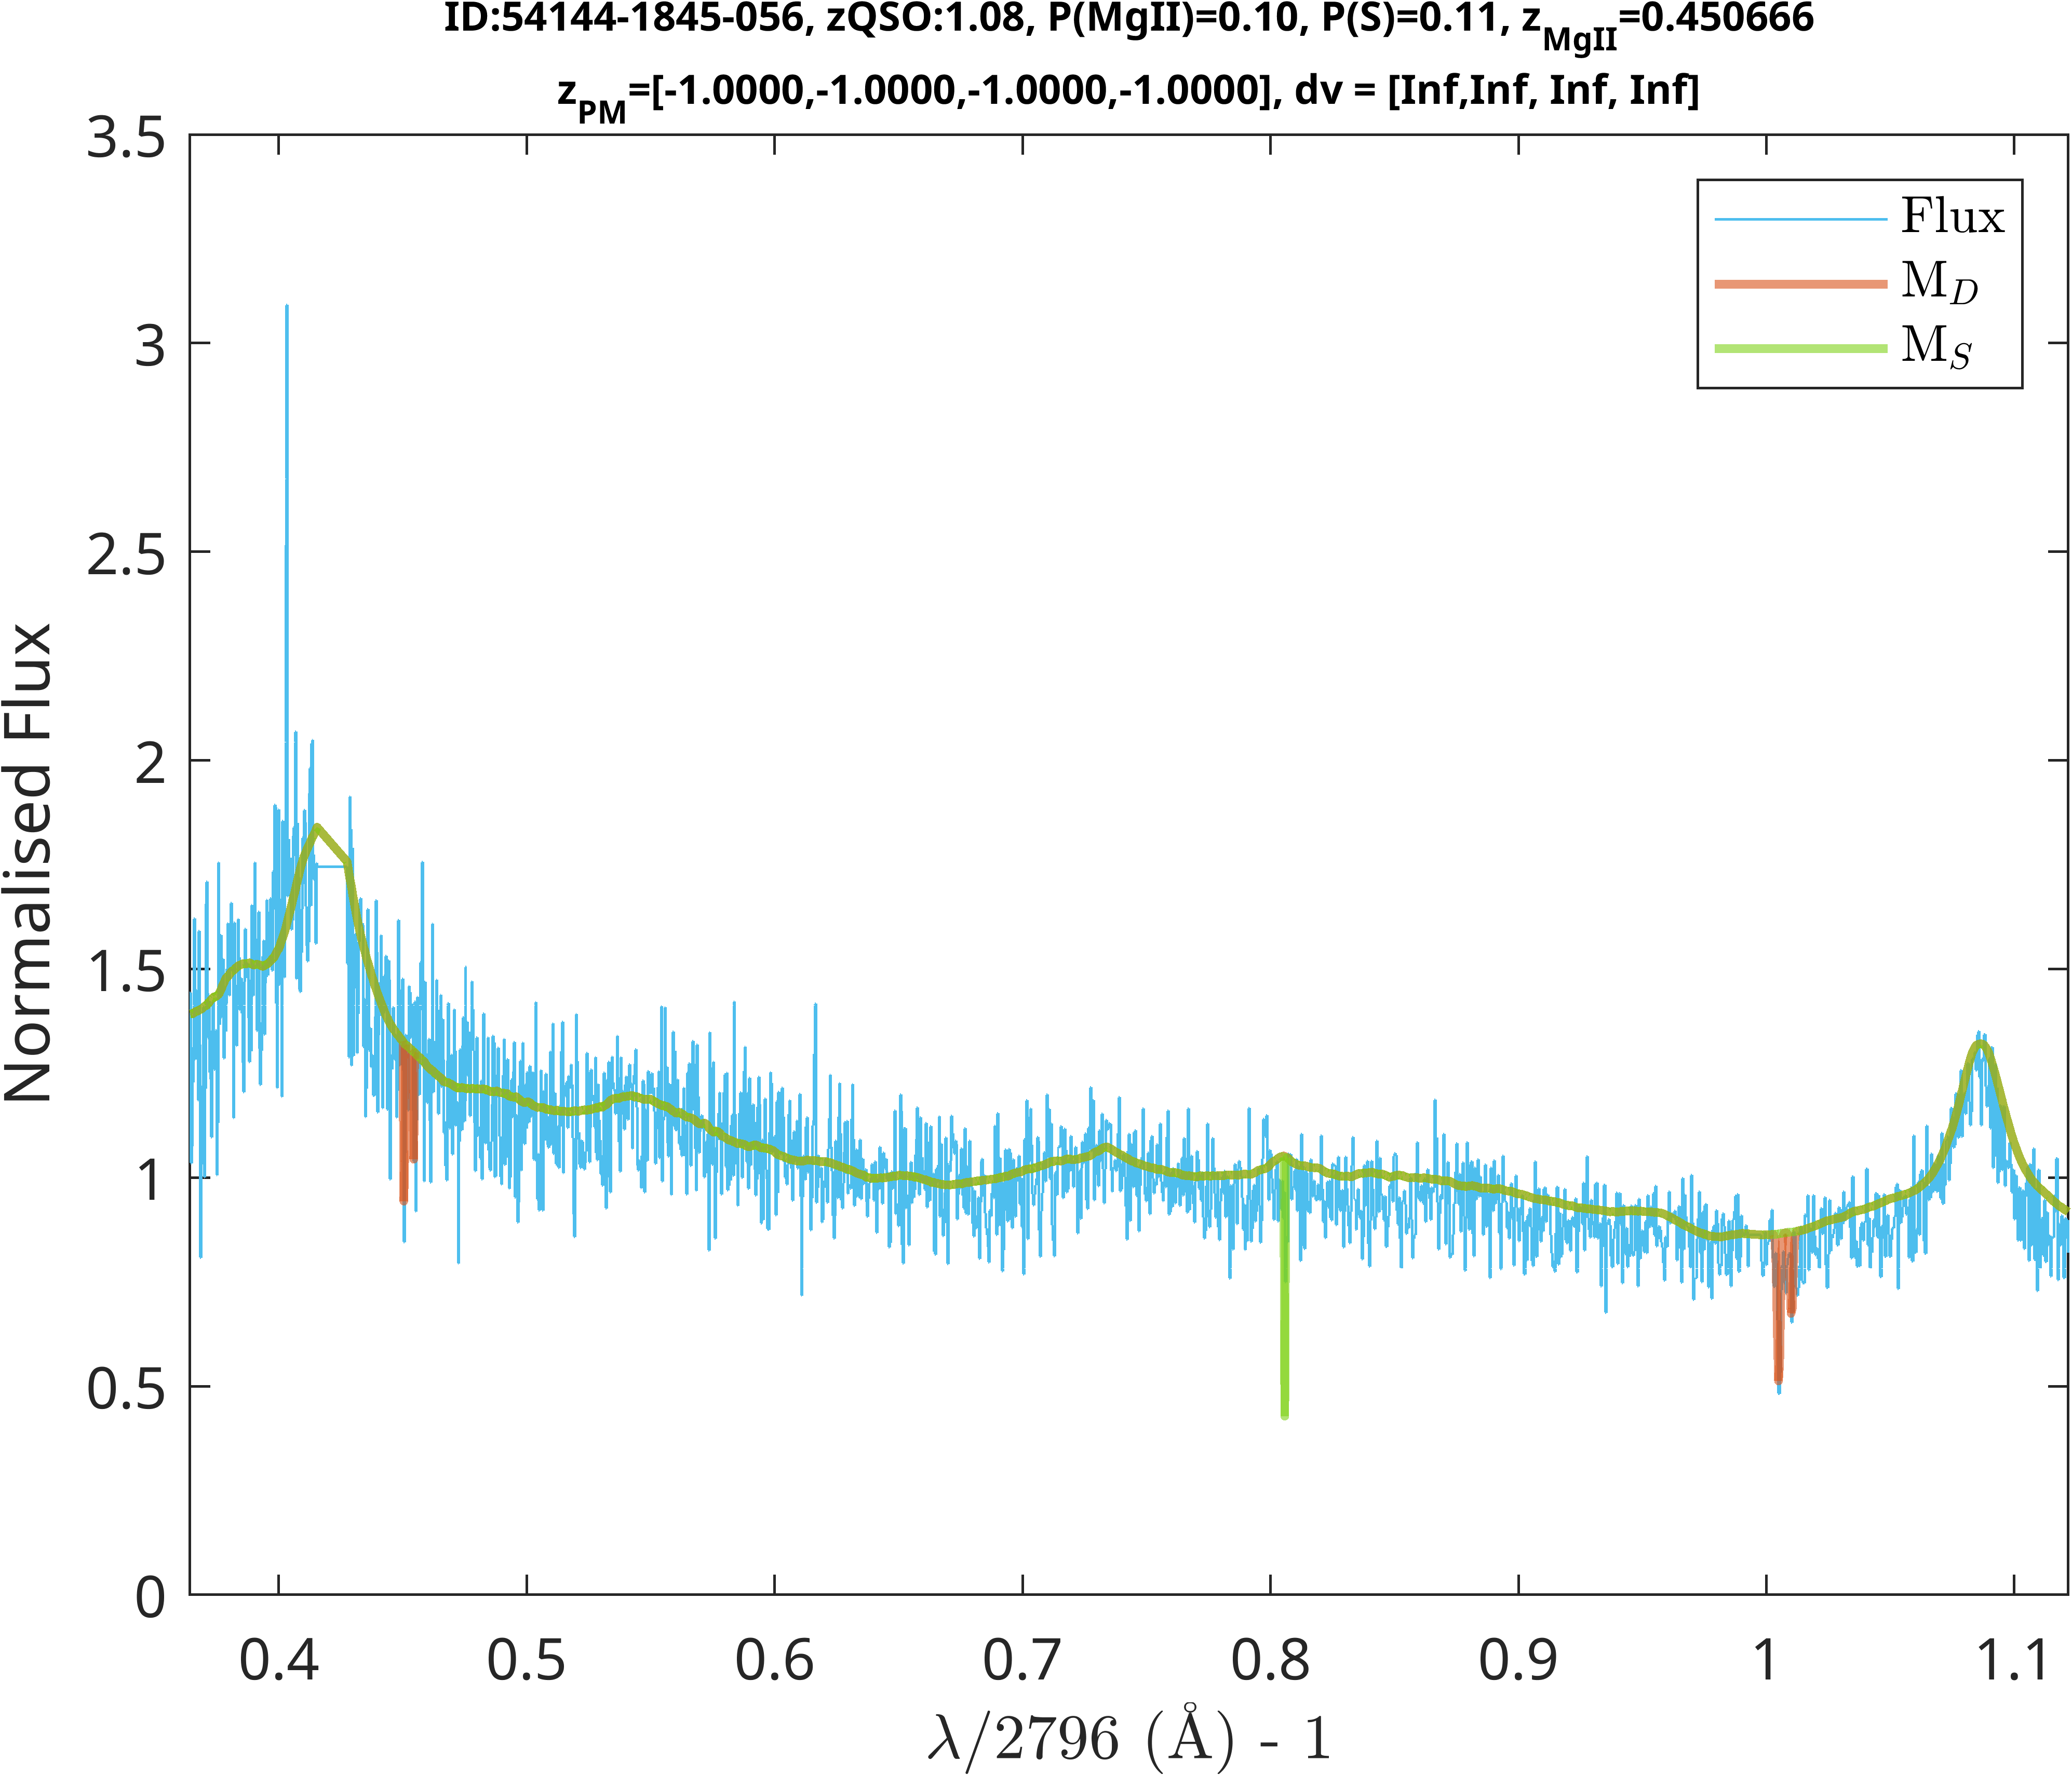 ID:54144-1845-056, zQSO:1.08, P(MgII)=0.10, P(S)=0.11, zMgII=0.450666
zPM=[-1.0000,-1.0000,-1.0000,-1.0000], dv = [Inf,Inf, Inf, Inf]
3.5
3
2.5
2
1.5
1
0.5
0
Normalised Flux
Flux
MD
MS
0.4
0.5
0.6
0.7
0.8
0.9
1
1.1
λ/2796 (Å) - 1